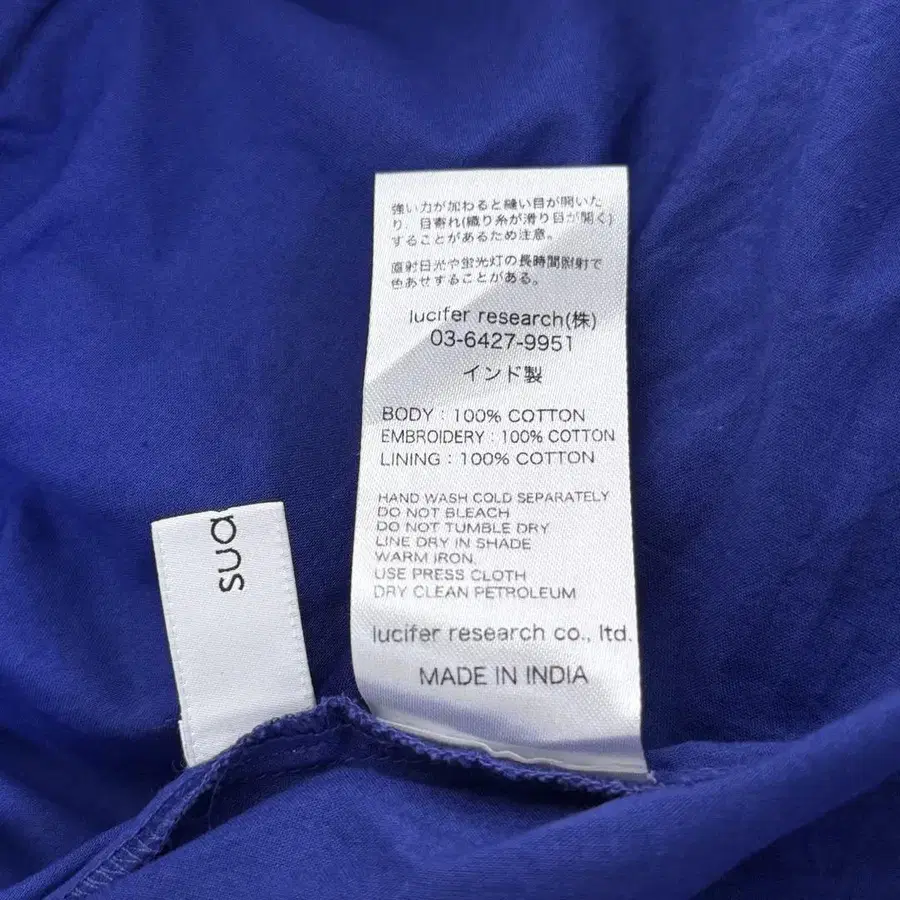 強い力が加わると縫い目が開いた
り、目寄れ(織り糸が滑り目が開く)
することがあるため注意。
直射日光や蛍光灯の長時間照射で
色あせすることがある。
lucifer research(株)
03-6427-9951
インド製
BODY : 100% COTTON
EMBROIDERY : 100% COTTON
LINING : 100% COTTON
HAND WASH COLD SEPARATELY
DO NOT BLEACH
DO NOT TUMBLE DRY
LINE DRY IN SHADE
WARM IRON.
USE PRESS CLOTH
DRY CLEAN PETROLEUM
lucifer research co., ltd.
MADE IN INDIA